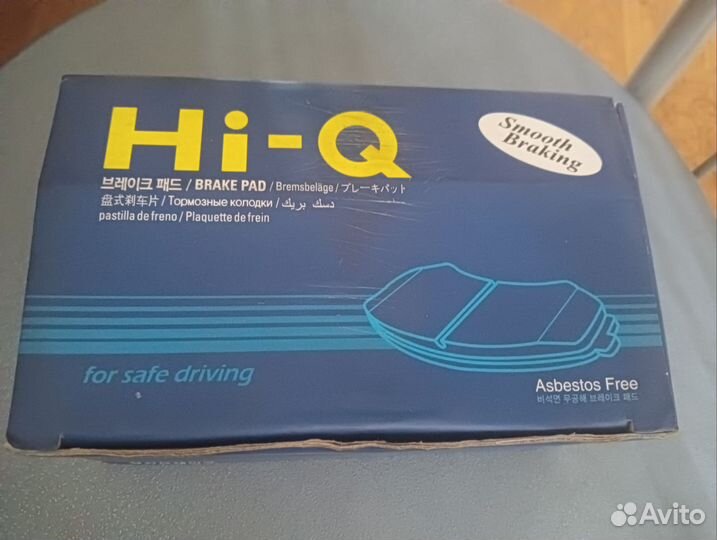 Hi-Q
Smooth
Braking
브레이크 패드 / BRAKE PAD / Bremsbeläge / ブレーキパット
盘式刹车片 / Тормозные колодки / دسك بريك
pastilla de freno / Plaquette de frein
for safe driving
Asbestos Free
비석면 무공해 브레이크 패드
Avito